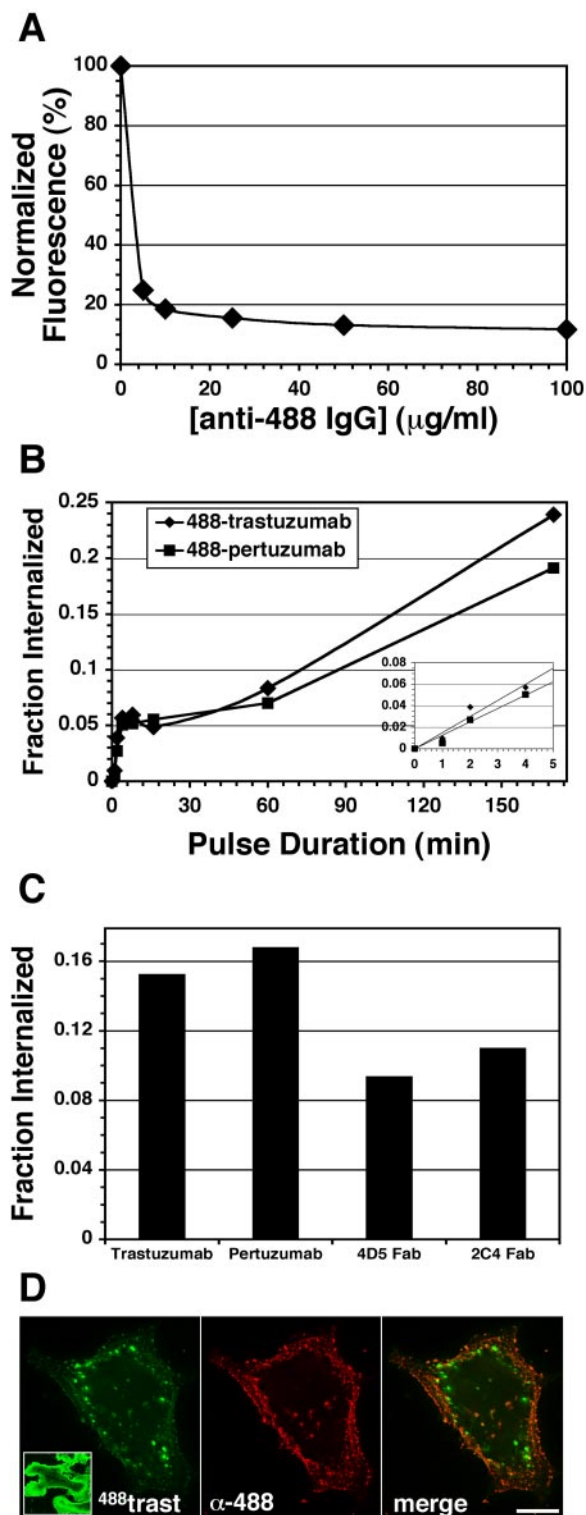 A
Normalized
Fluorescence (%)
100
80
60
40
20
0
0 20 40 60 80 100
[anti-488 IgG] (μg/ml)
B
Fraction Internalized
0.25
0.2
0.15
0.1
0.05
0
488-trastuzumab
488-pertuzumab
0.08
0.06
0.04
0.02
0
0 1 2 3 4 5
0 30 60 90 120 150
Pulse Duration (min)
C
Fraction Internalized
0.16
0.12
0.08
0.04
0
Trastuzumab Pertuzumab 4D5 Fab 2C4 Fab
D
488trast α-488 merge